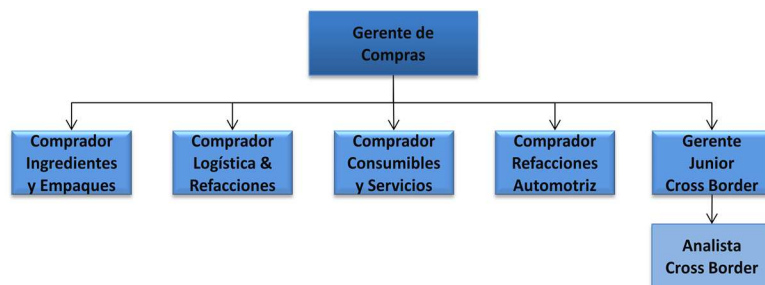 Gerente de
Compras
Comprador
Ingredientes
y Empaques
Comprador
Logística &
Refacciones
Comprador
Consumibles
y Servicios
Comprador
Refacciones
Automotriz
Gerente
Junior
Cross Border
Analista
Cross Border